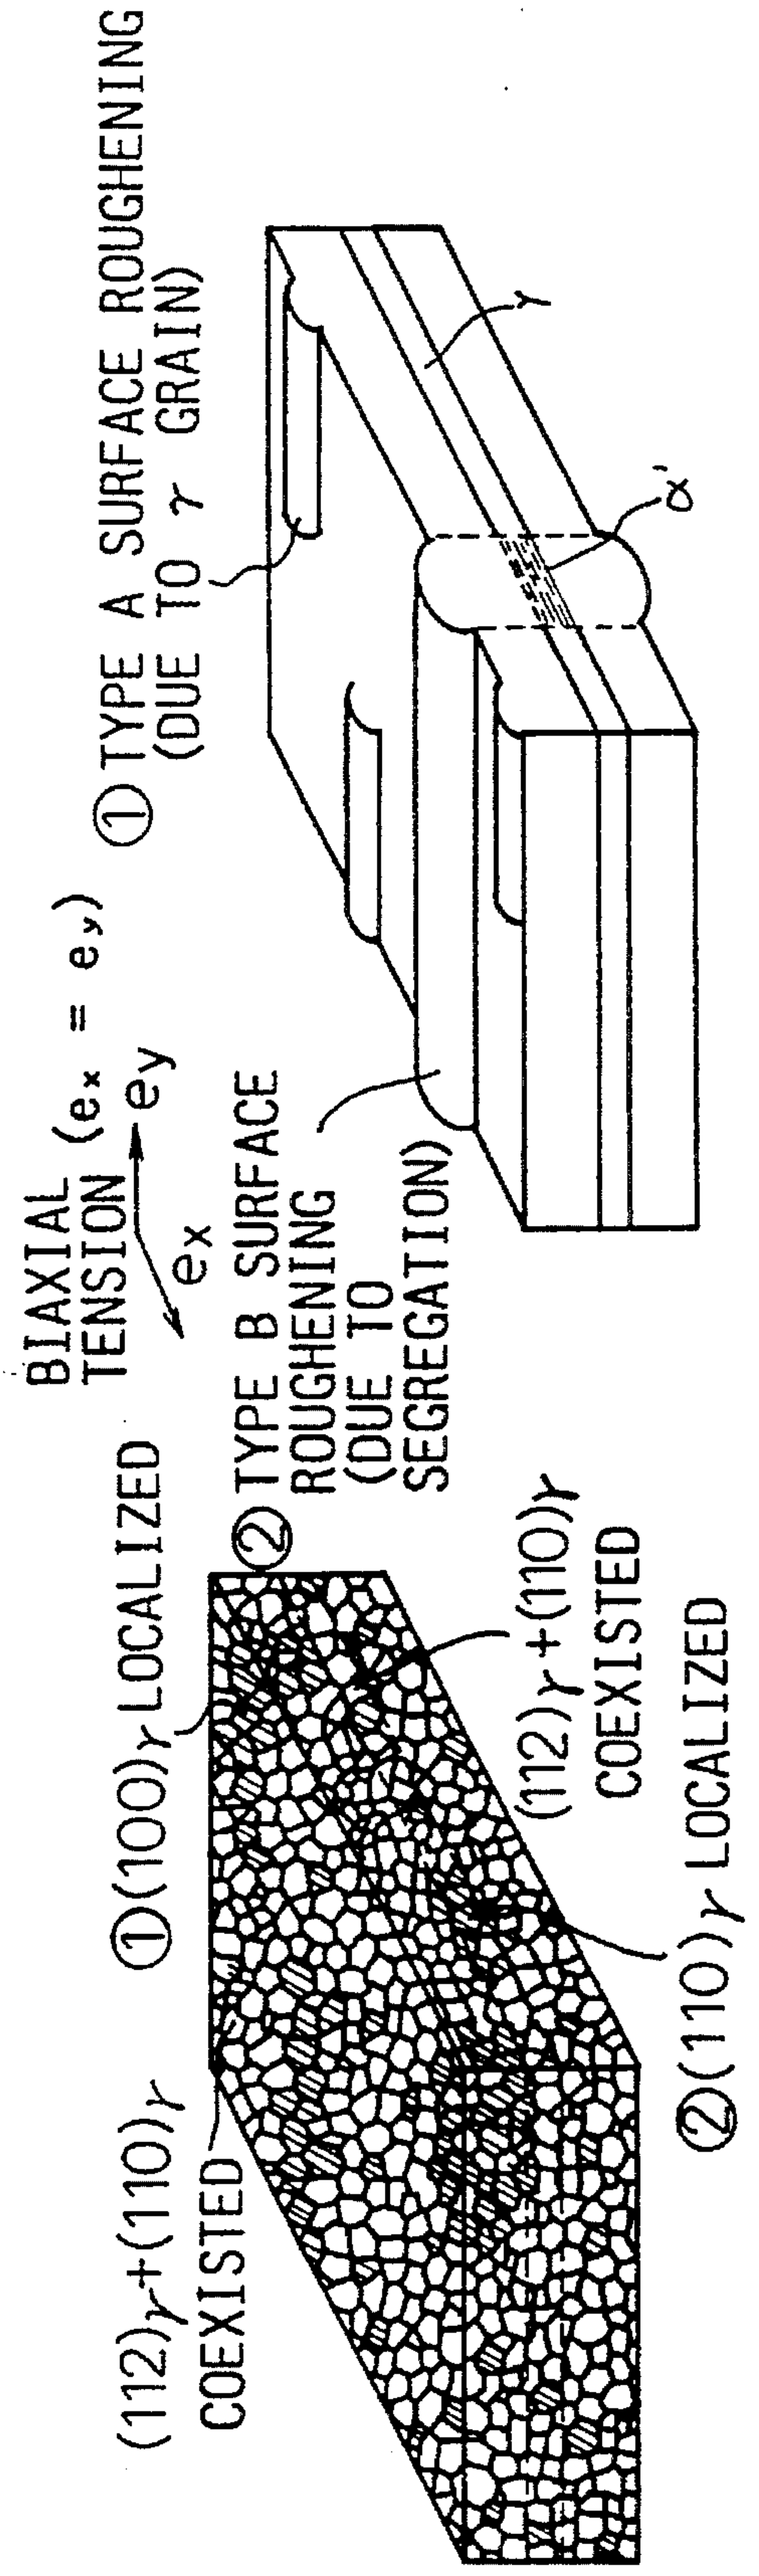 (112)γ+(110)γ
COEXISTED
①(100)γ LOCALIZED
(112)γ+(110)γ
COEXISTED
②(110)γ LOCALIZED
BIAXIAL
TENSION (ex = ey)
ey
ex
① TYPE A SURFACE ROUGHENING
(DUE TO γ GRAIN)
② TYPE B SURFACE
ROUGHENING
(DUE TO
SEGREGATION)
γ
α'